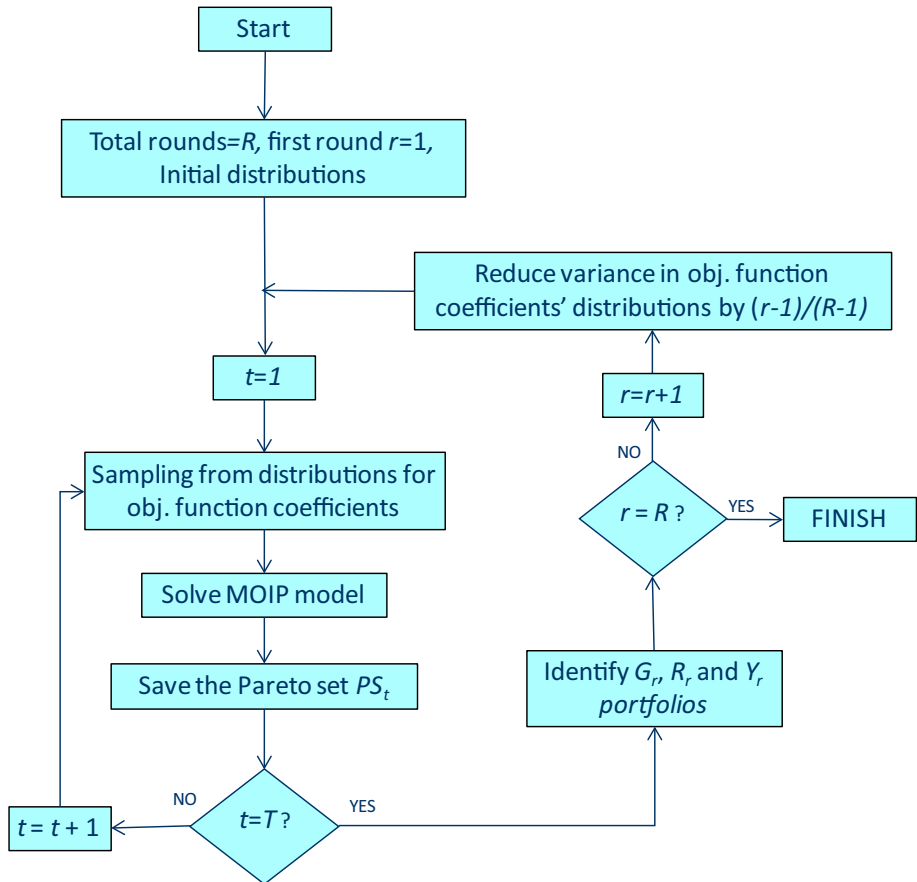 Start
Total rounds=R, first round r=1,
Initial distributions
Reduce variance in obj. function
coefficients’ distributions by (r-1)/(R-1)
t=1
r=r+1
Sampling from distributions for
obj. function coefficients
NO
r = R ?
YES
FINISH
Solve MOIP model
Save the Pareto set PSt
Identify Gr, Rr and Yr
portfolios
NO
t=T ?
YES
t = t + 1